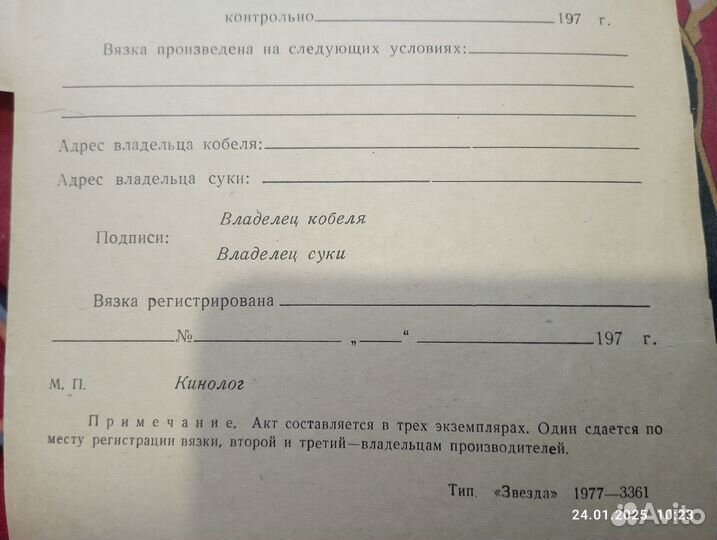 контрольно 197 г.
Вязка произведена на следующих условиях:
Адрес владельца кобеля:
Адрес владельца суки:
Владелец кобеля
Подписи:
Владелец суки
Вязка регистрирована
№ „ “ 197 г.
М. П. Кинолог
Примечание. Акт составляется в трех экземплярах. Один сдается по
месту регистрации вязки, второй и третий—владельцам производителей.
Тип. «Звезда» 1977—3361
24.01.2025 10:23
Avito